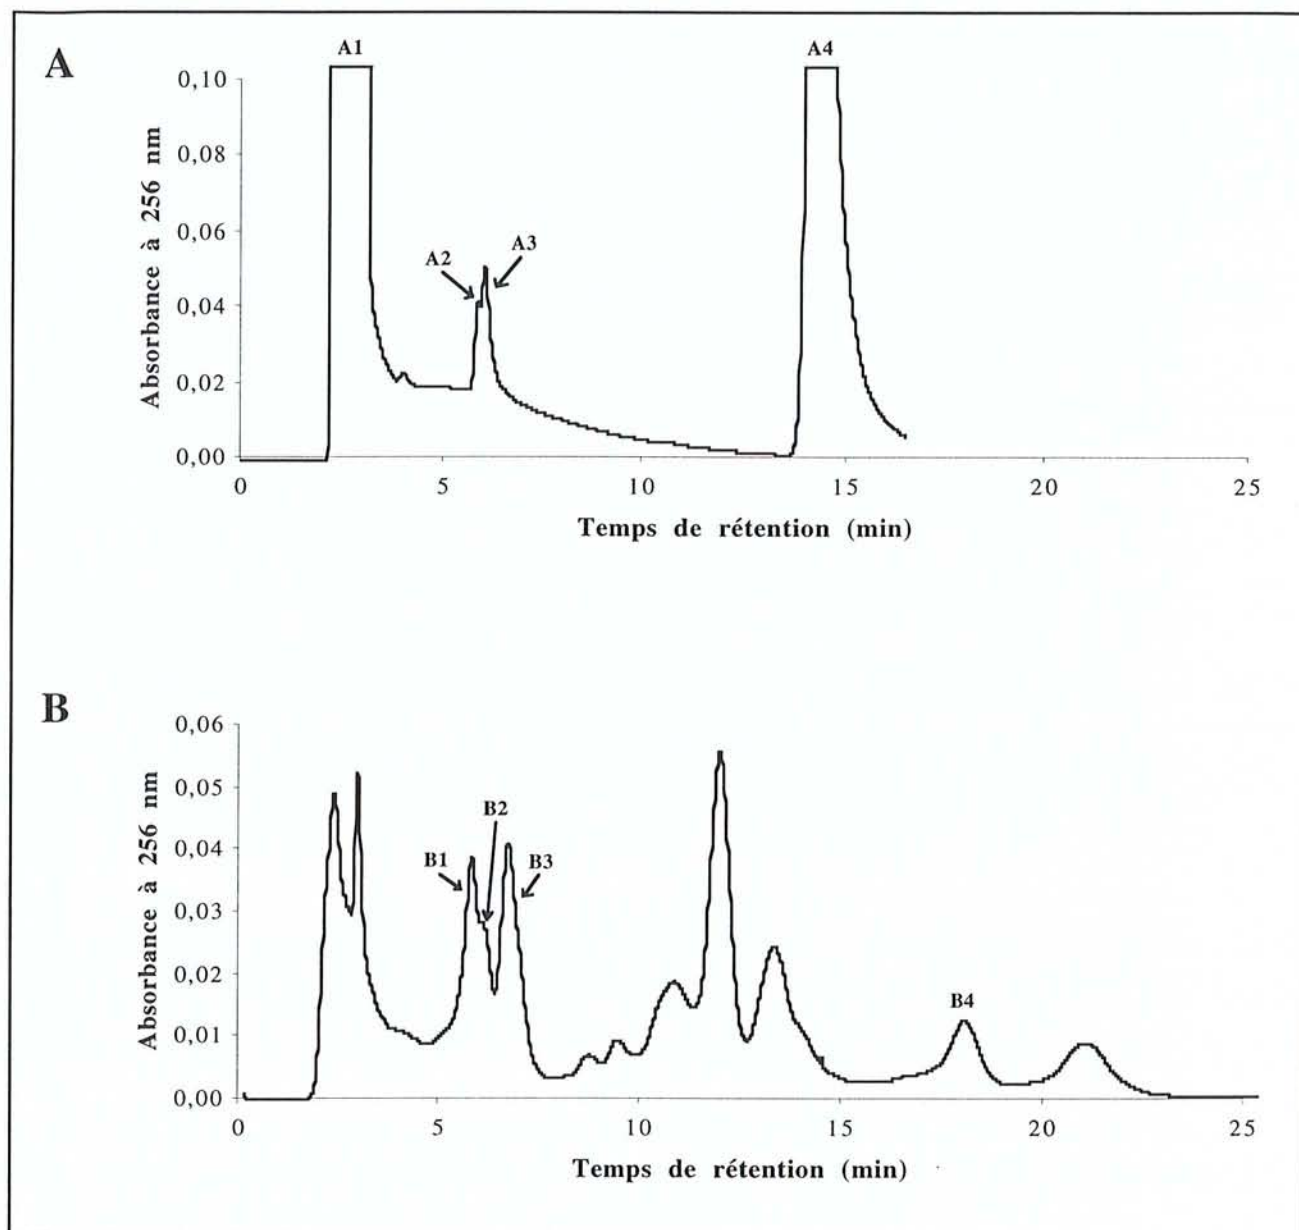 A
A1
A4
0,10
0,08
0,06
0,04
0,02
0,00
A2
A3
Absorbance à 256 nm
0 5 10 15 20 25
Temps de rétention (min)
B
0,06
0,05
0,04
0,03
0,02
0,01
0,00
B1
B2
B3
B4
Absorbance à 256 nm
0 5 10 15 20 25
Temps de rétention (min)